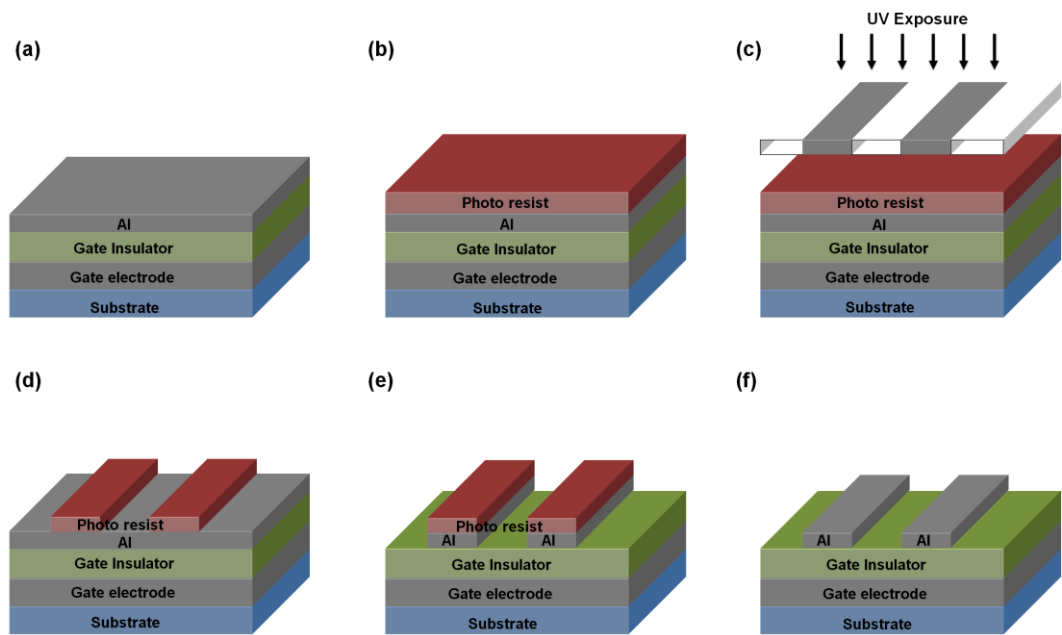 (a)
Al
Gate Insulator
Gate electrode
Substrate
(b)
Photo resist
Al
Gate Insulator
Gate electrode
Substrate
(c)
UV Exposure
Photo resist
Al
Gate Insulator
Gate electrode
Substrate
(d)
Photo resist
Al
Gate Insulator
Gate electrode
Substrate
(e)
Photo resist
Al Al
Gate Insulator
Gate electrode
Substrate
(f)
Al Al
Gate Insulator
Gate electrode
Substrate